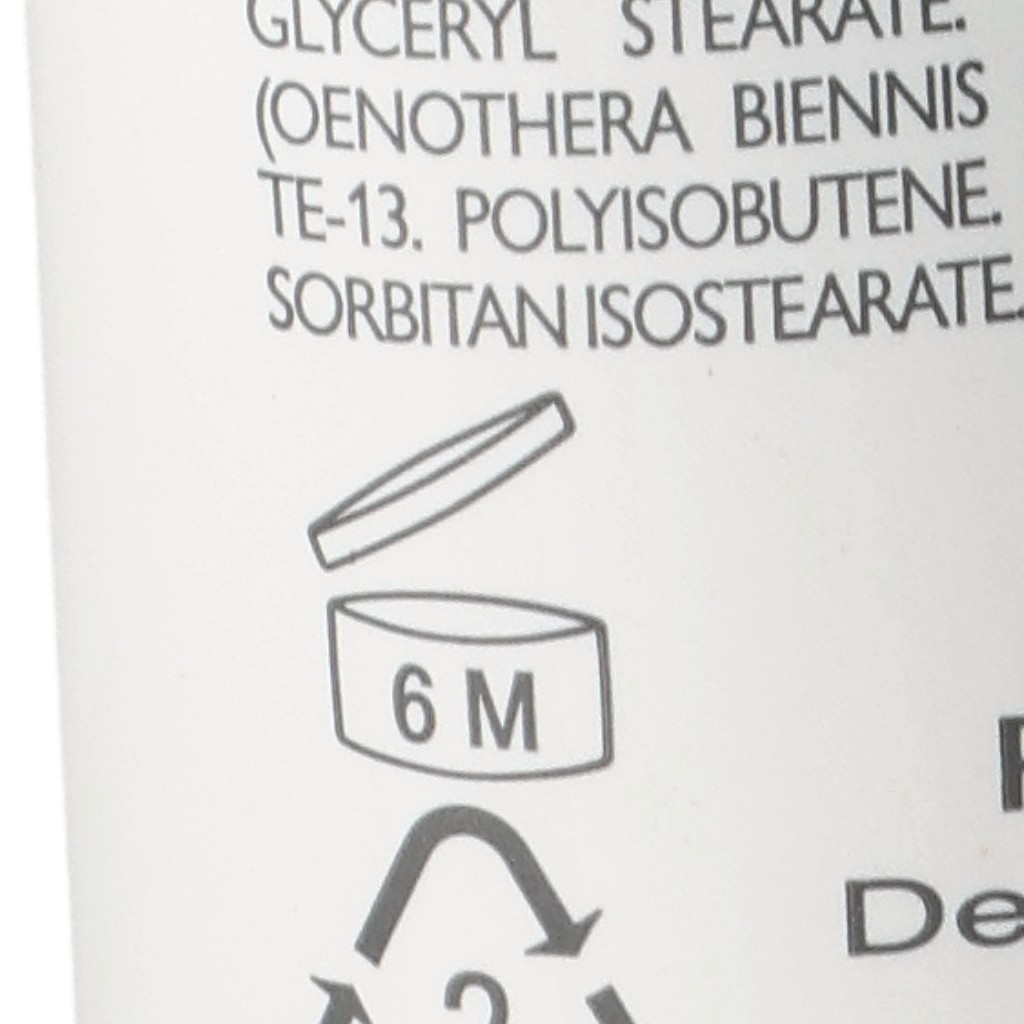 GLYCERYL STEARATE.
(OENOTHERA BIENNIS
TE-13. POLYISOBUTENE.
SORBITAN ISOSTEARATE.
6 M
2
De